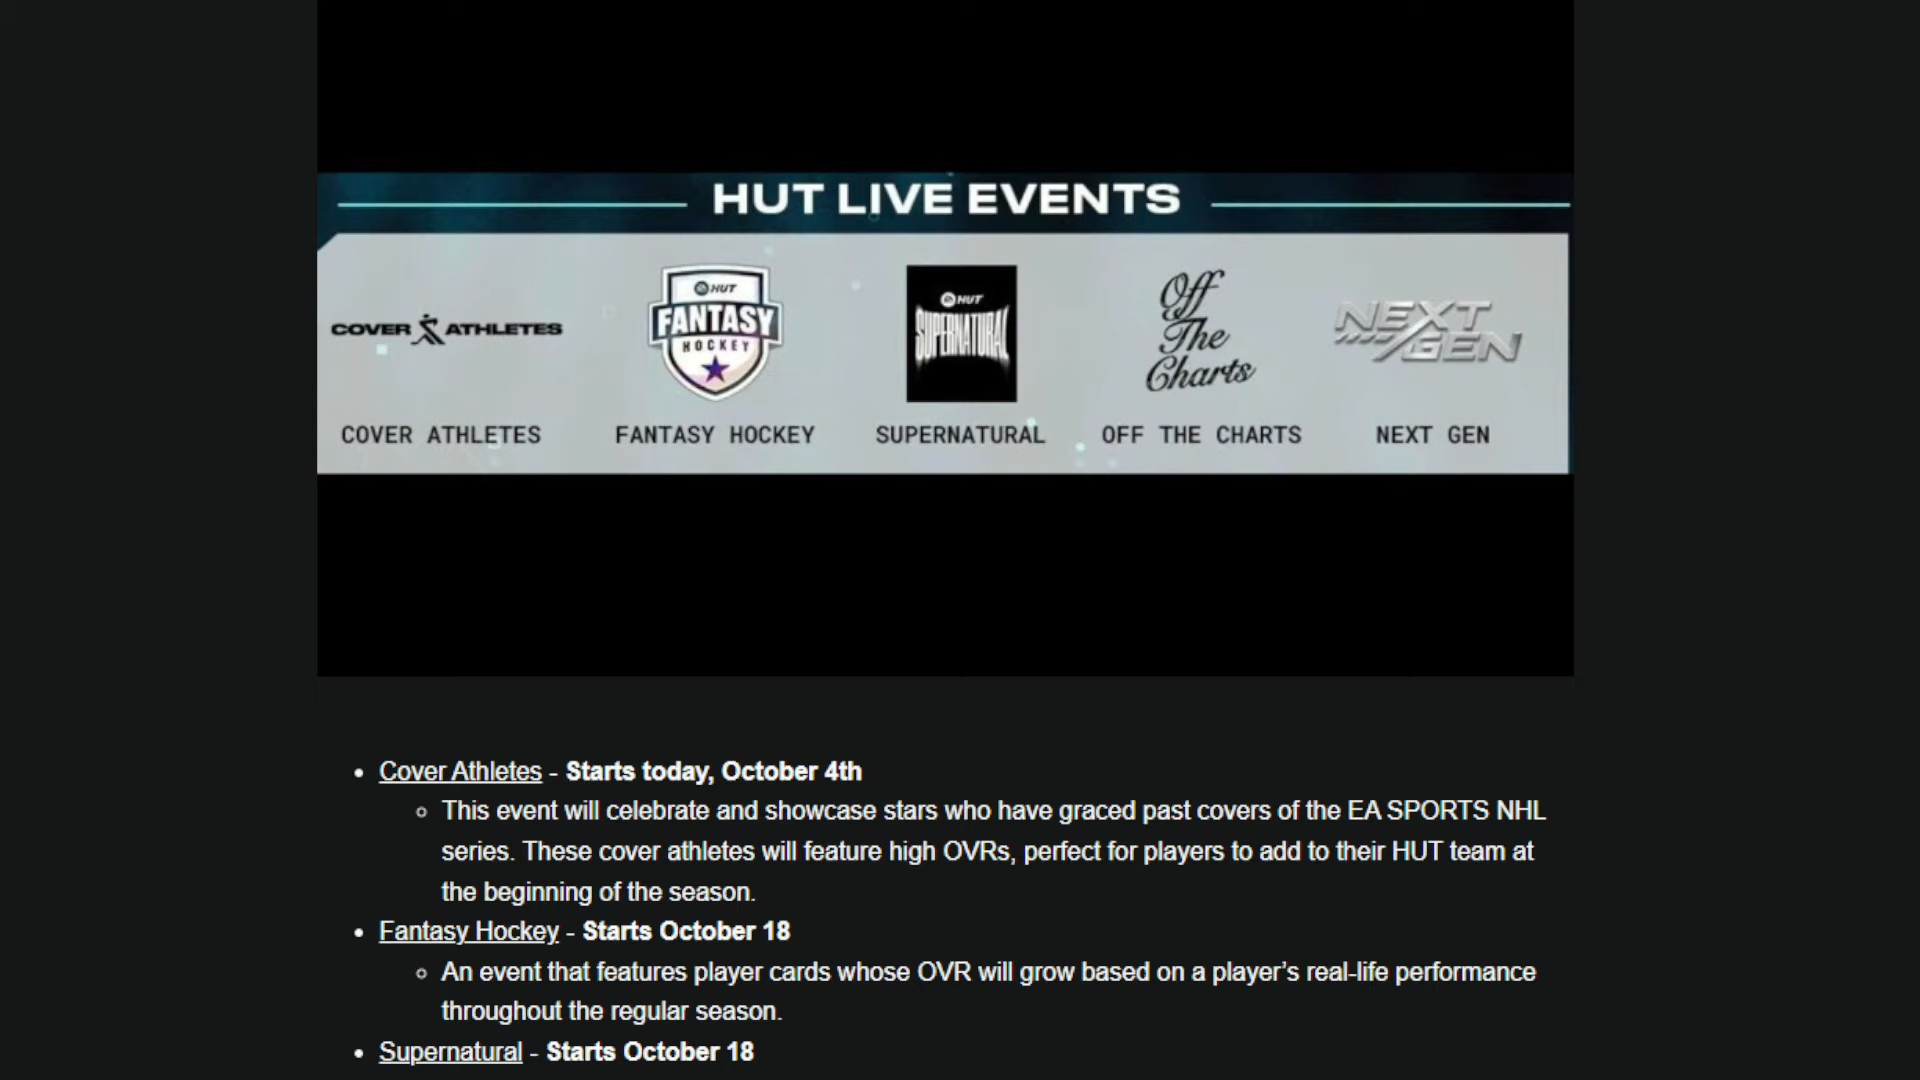 HUT LIVE EVENTS
COVER ATHLETES
HUT
FANTASY
HOCKEY
HUT
SUPERNATURAL
Off
The
Charts
NEXT
GEN
COVER ATHLETES
FANTASY HOCKEY
SUPERNATURAL
OFF THE CHARTS
NEXT GEN
• Cover Athletes - Starts today, October 4th
○ This event will celebrate and showcase stars who have graced past covers of the EA SPORTS NHL
series. These cover athletes will feature high OVRs, perfect for players to add to their HUT team at
the beginning of the season.
• Fantasy Hockey - Starts October 18
○ An event that features player cards whose OVR will grow based on a player’s real-life performance
throughout the regular season.
• Supernatural - Starts October 18